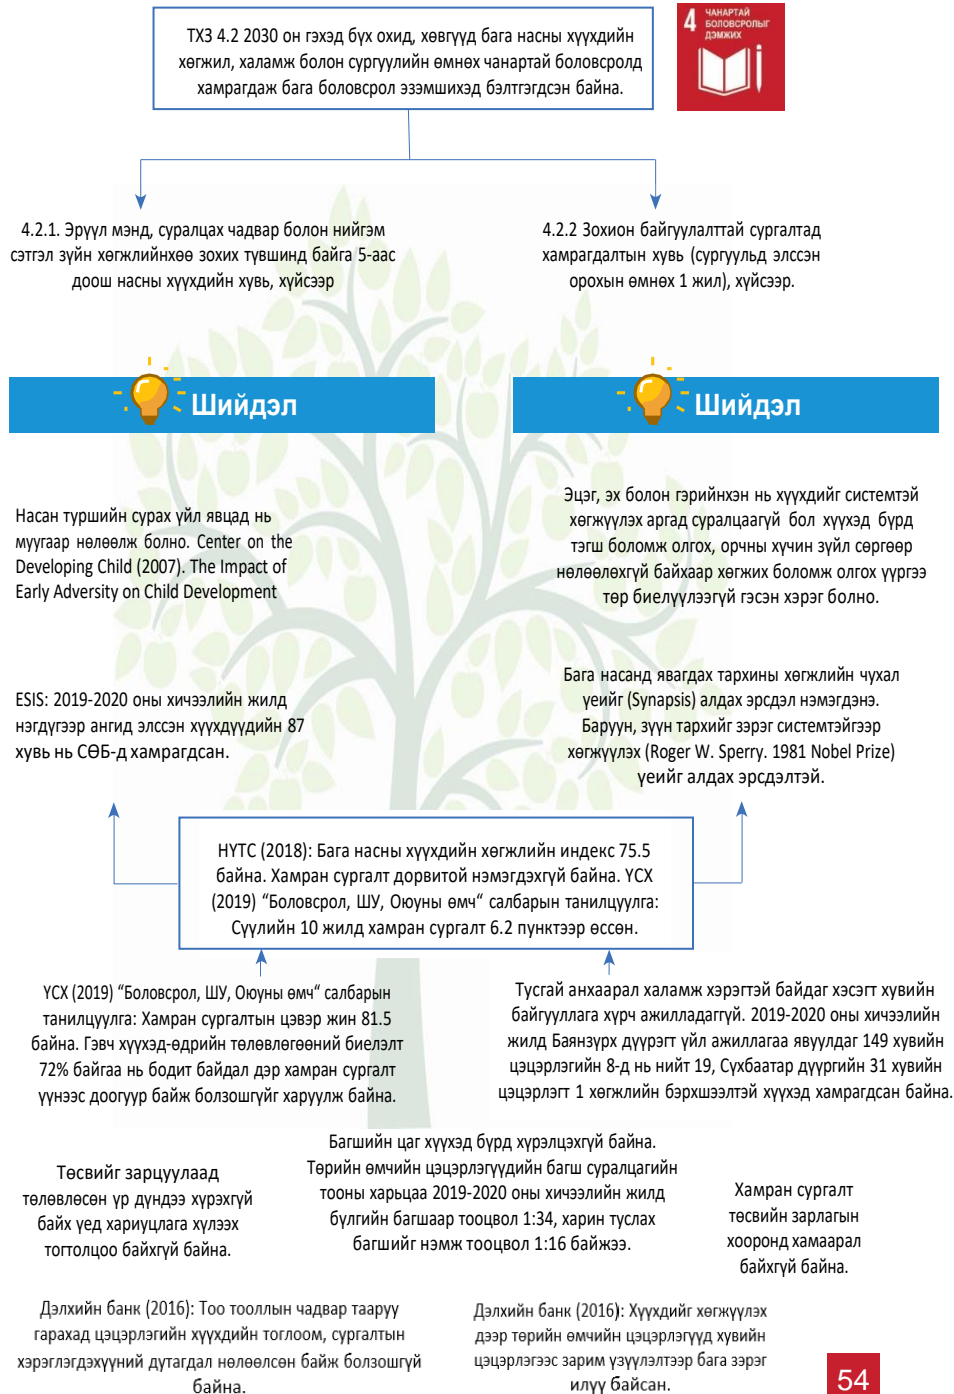 ТХЗ 4.2 2030 он гэхэд бүх охид, хөвгүүд бага насны хүүхдийн
хөгжил, халамж болон сургуулийн өмнөх чанартай боловсролд
хамрагдаж бага боловсрол эзэмшихэд бэлтгэгдсэн байна.
4 ЧАНАРТАЙ
БОЛОВСРОЛЫГ
ДЭМЖИХ
4.2.1. Эрүүл мэнд, суралцах чадвар болон нийгэм
сэтгэл зүйн хөгжлийнхөө зохих түвшинд байга 5-аас
доош насны хүүхдийн хувь, хүйсээр
4.2.2 Зохион байгуулалттай сургалтад
хамрагдалтын хувь (сургуульд элссэн
орохын өмнөх 1 жил), хүйсээр.
Шийдэл
Шийдэл
Насан туршийн сурах үйл явцад нь
муугаар нөлөөлж болно. Center on the
Developing Child (2007). The Impact of
Early Adversity on Child Development
Эцэг, эх болон гэрийнхэн нь хүүхдийг системтэй
хөгжүүлэх аргад суралцаагүй бол хүүхэд бүрд
тэгш боломж олгох, орчны хүчин зүйл сөргөөр
нөлөөлөхгүй байхаар хөгжих боломж олгох үүргээ
төр биелүүлээгүй гэсэн хэрэг болно.
ESIS: 2019-2020 оны хичээлийн жилд
нэгдүгээр ангид элссэн хүүхдүүдийн 87
хувь нь СӨБ-д хамрагдсан.
Бага насанд явагдах тархины хөгжлийн чухал
үеийг (Synapsis) алдах эрсдэл нэмэгдэнэ.
Баруун, зүүн тархийг зэрэг системтэйгээр
хөгжүүлэх (Roger W. Sperry. 1981 Nobel Prize)
үеийг алдах эрсдэлтэй.
НҮТС (2018): Бага насны хүүхдийн хөгжлийн индекс 75.5
байна. Хамран сургалт дорвитой нэмэгдэхгүй байна. ҮСХ
(2019) “Боловсрол, ШУ, Оюуны өмч“ салбарын танилцуулга:
Сүүлийн 10 жилд хамран сургалт 6.2 пунктээр өссөн.
ҮСХ (2019) “Боловсрол, ШУ, Оюуны өмч“ салбарын
танилцуулга: Хамран сургалтын цэвэр жин 81.5
байна. Гэвч хүүхэд-өдрийн төлөвлөгөөний биелэлт
72% байгаа нь бодит байдал дэр хамран сургалт
үүнээс доогуур байж болзошгүйг харуулж байна.
Тусгай анхаарал халамж хэрэгтэй байдаг хэсэгт хувийн
байгууллага хүрч ажилладаггүй. 2019-2020 оны хичээлийн
жилд Баянзүрх дүүрэгт үйл ажиллагаа явуулдаг 149 хувийн
цэцэрлэгийн 8-д нь нийт 19, Сүхбаатар дүүргийн 31 хувийн
цэцэрлэгт 1 хөгжлийн бэрхшээлтэй хүүхэд хамрагдсан байна.
Төсвийг зарцуулаад
төлөвлөсөн үр дүндээ хүрэхгүй
байх үед хариуцлага хүлээх
тогтолцоо байхгүй байна.
Багшийн цаг хүүхэд бүрд хүрэлцэхгүй байна.
Төрийн өмчийн цэцэрлэгүүдийн багш суралцагийн
тооны харьцаа 2019-2020 оны хичээлийн жилд
бүлгийн багшаар тооцвол 1:34, харин туслах
багшийг нэмж тооцвол 1:16 байжээ.
Хамран сургалт
төсвийн зарлагын
хооронд хамаарал
байхгүй байна.
Дэлхийн банк (2016): Тоо тооллын чадвар тааруу
гарахад цэцэрлэгийн хүүхдийн тоглоом, сургалтын
хэрэглэгдэхүүний дутагдал нөлөөлсөн байж болзошгүй
байна.
Дэлхийн банк (2016): Хүүхдийг хөгжүүлэх
дээр төрийн өмчийн цэцэрлэгүүд хувийн
цэцэрлэгээс зарим үзүүлэлтээр бага зэрэг
илүү байсан.
54